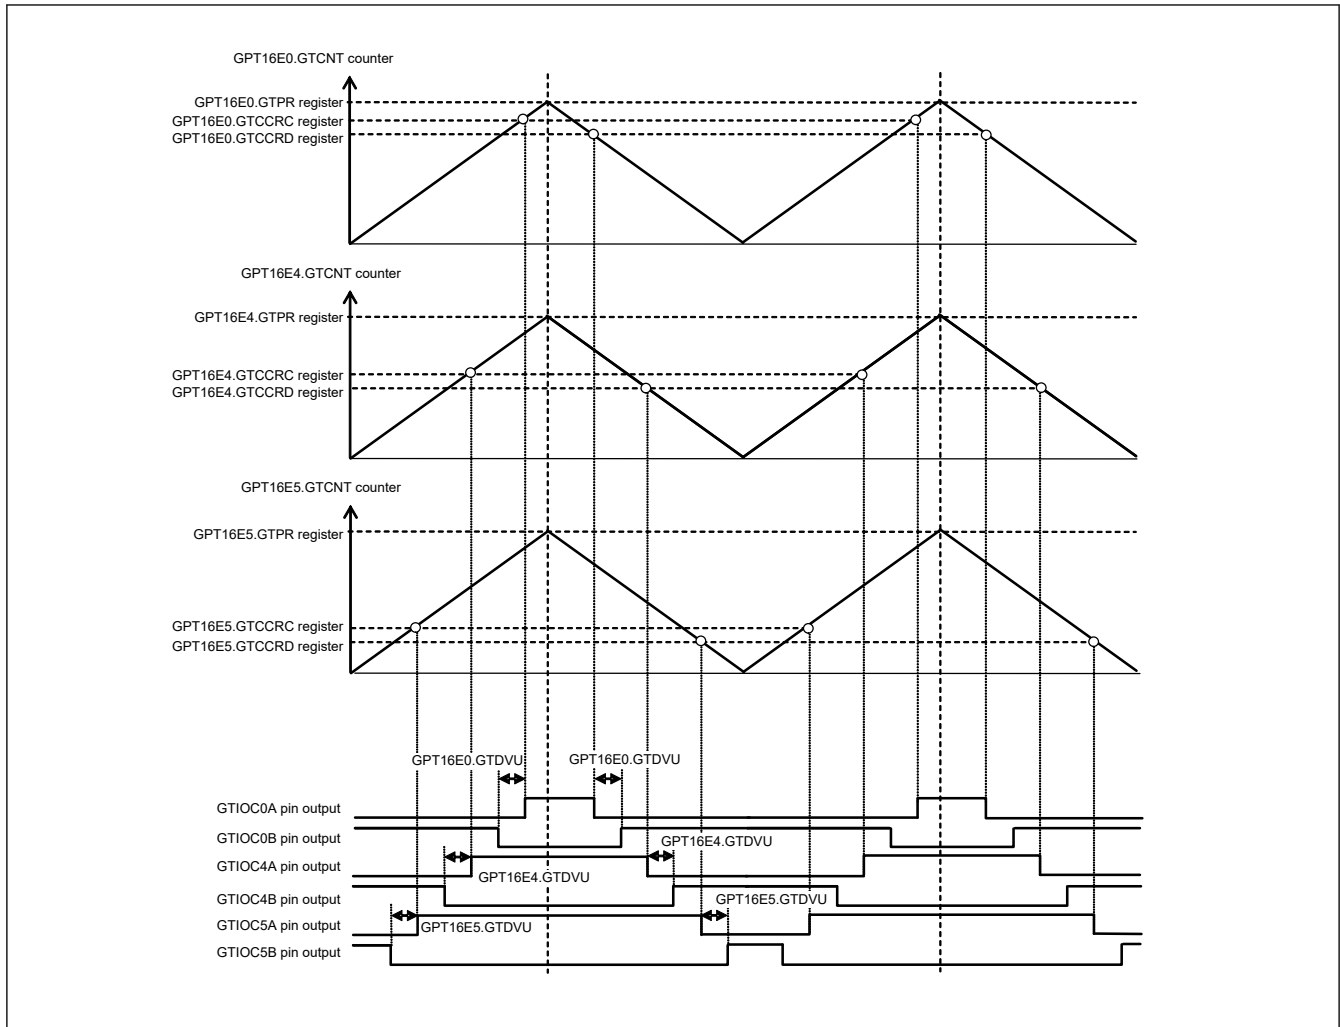 GPT16E0.GTCNT counter
GPT16E0.GTPR register
GPT16E0.GTCCRC register
GPT16E0.GTCCRD register
GPT16E4.GTCNT counter
GPT16E4.GTPR register
GPT16E4.GTCCRC register
GPT16E4.GTCCRD register
GPT16E5.GTCNT counter
GPT16E5.GTPR register
GPT16E5.GTCCRC register
GPT16E5.GTCCRD register
GPT16E0.GTDVU GPT16E0.GTDVU
GTIOC0A pin output
GTIOC0B pin output
GPT16E4.GTDVU
GTIOC4A pin output
GPT16E4.GTDVU
GTIOC4B pin output
GPT16E5.GTDVU
GTIOC5A pin output
GPT16E5.GTDVU
GTIOC5B pin output